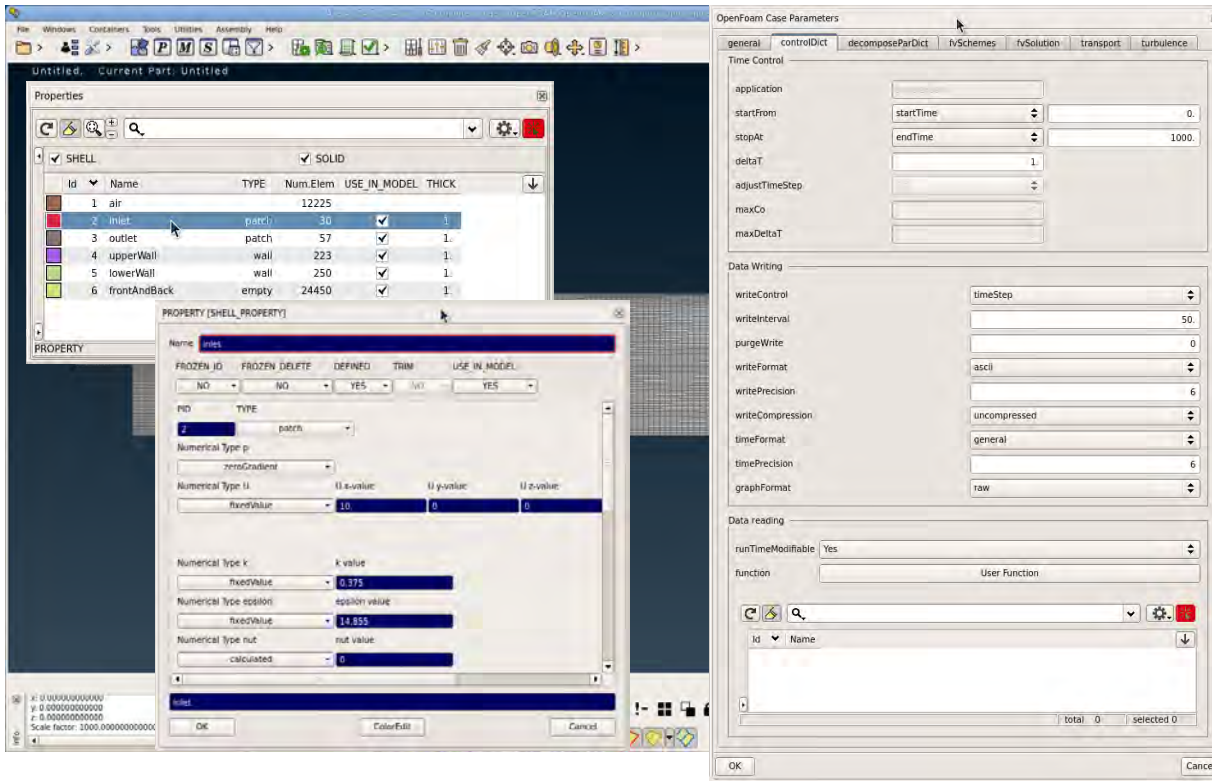 File Windows Containers Tools Utilities Assembly Help
Untitled, Current Part: Untitled
Properties
SHELL SOLID
Id Name TYPE Num.Elem USE_IN_MODEL THICK
1 air 12225
2 inlet patch 30 1.
3 outlet patch 57 1.
4 upperWall wall 223 1.
5 lowerWall wall 250 1.
6 frontAndBack empty 24450 1.
PROPERTY
PROPERTY [SHELL_PROPERTY]
Name inlet
FROZEN_ID FROZEN_DELETE DEFINED TRIM USE_IN_MODEL
NO NO YES NO YES
PID TYPE
2 patch
Numerical Type p
zeroGradient
Numerical Type U U x-value U y-value U z-value
fixedValue 10. 0 0
Numerical Type k k value
fixedValue 0.375
Numerical Type epsilon epsilon value
fixedValue 14.855
Numerical Type nut nut value
calculated 0
inlet
OK ColorEdit Cancel
x: 0.000000000000
y: 0.000000000000
z: 0.000000000000
Scale factor: 1000.000000000000
Info
OpenFoam Case Parameters
general controlDict decomposeParDict fvSchemes fvSolution transport turbulence
Time Control
application
startFrom startTime 0.
stopAt endTime 1000.
deltaT 1.
adjustTimeStep
maxCo
maxDeltaT
Data Writing
writeControl timeStep
writeInterval 50.
purgeWrite 0
writeFormat ascii
writePrecision 6
writeCompression uncompressed
timeFormat general
timePrecision 6
graphFormat raw
Data reading
runTimeModifiable Yes
function User Function
Id Name
total 0 selected 0
OK Cance